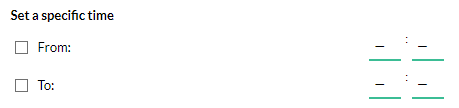 Set a specific time
From: – : –
To: – : –